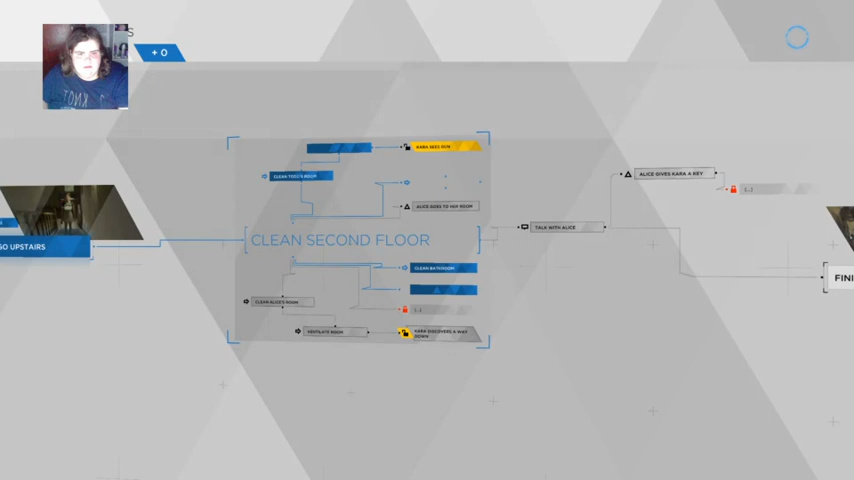 S
+ 0
KARA SEES GUN
CLEAN TODD'S ROOM
ALICE GIVES KARA A KEY
[...]
ALICE GOES TO HER ROOM
TALK WITH ALICE
CLEAN SECOND FLOOR
GO UPSTAIRS
CLEAN BATHROOM
FINI
CLEAN ALICE'S ROOM
[...]
VENTILATE ROOM
KARA DISCOVERS A WAY
DOWN